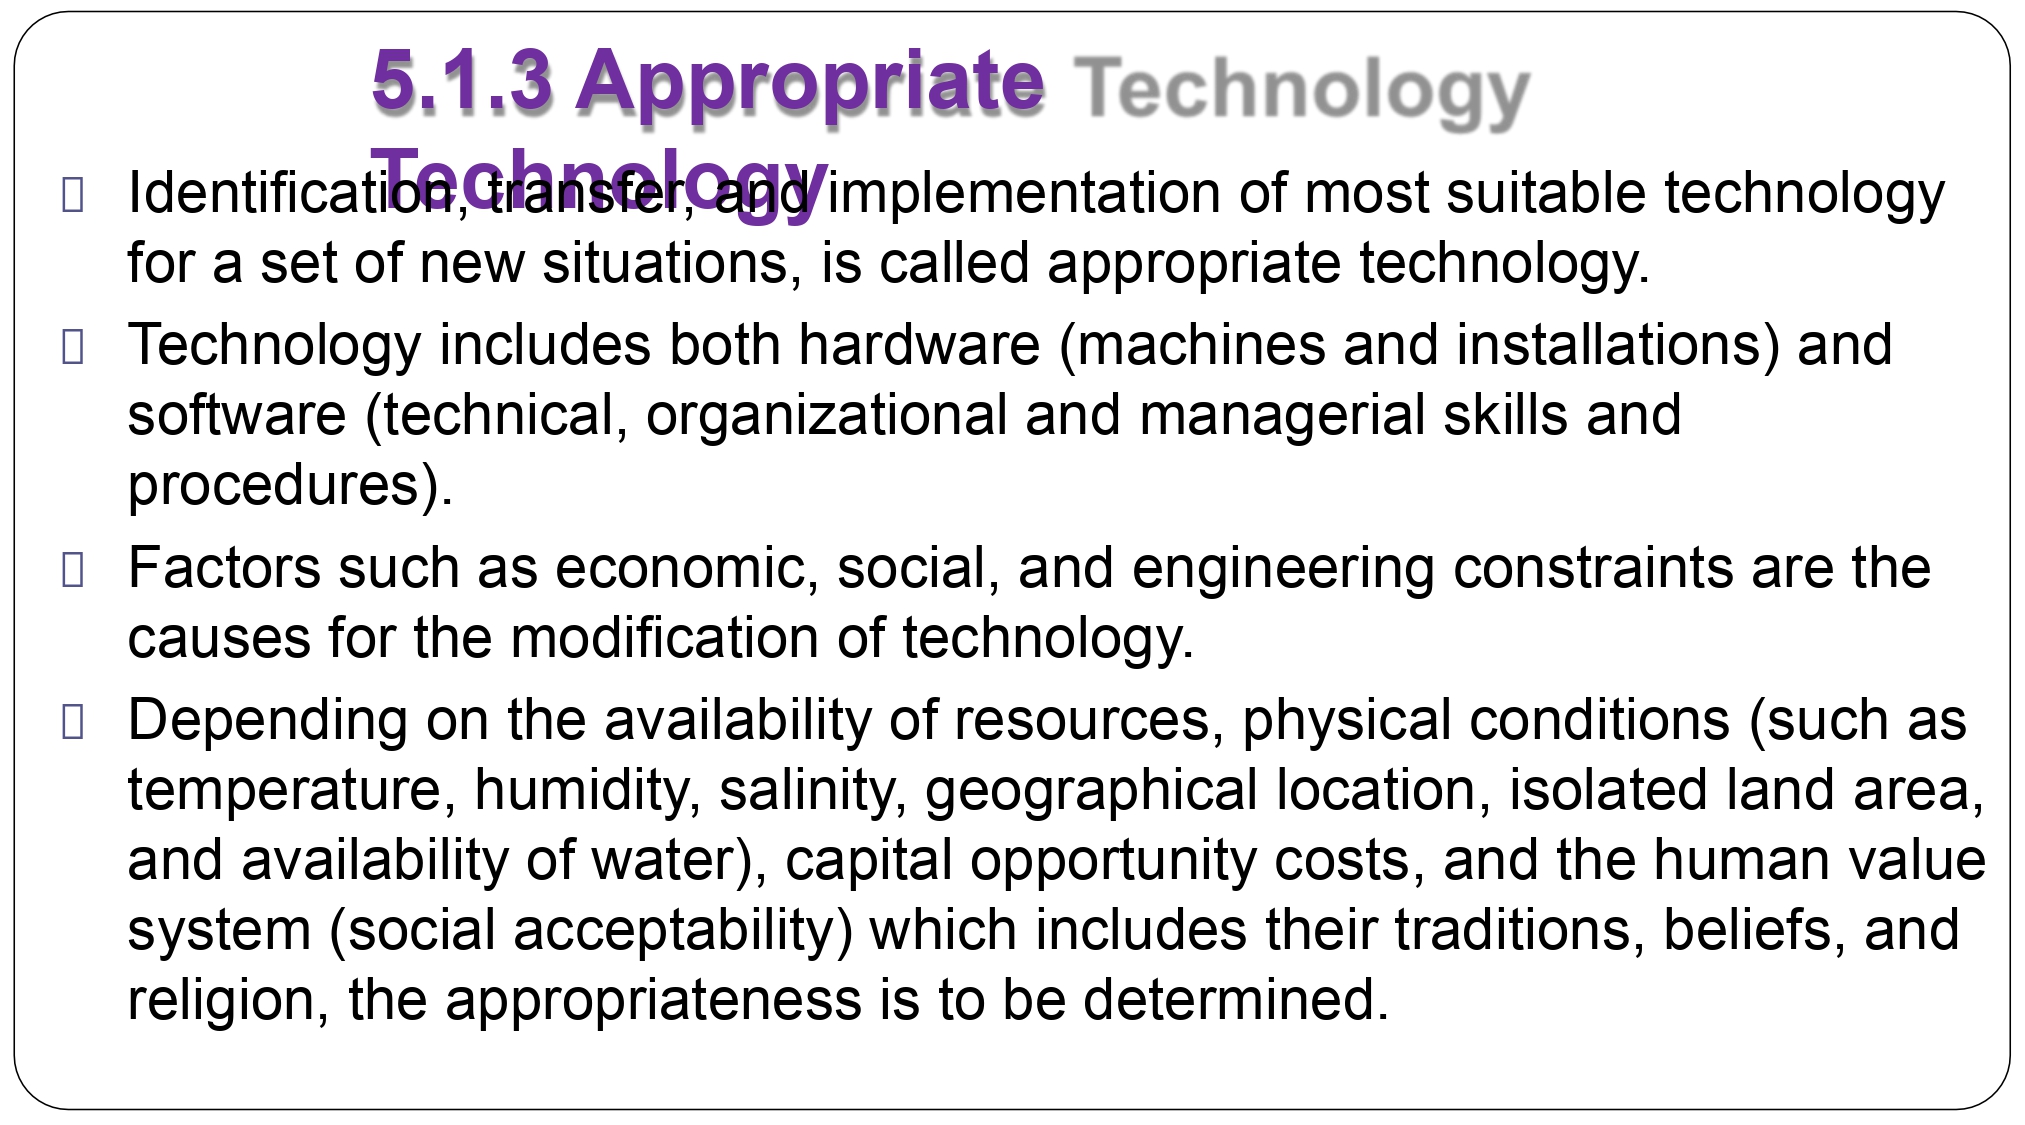 5.1.3 Appropriate Technology
Technology
Identification, transfer, and implementation of most suitable technology
for a set of new situations, is called appropriate technology.
Technology includes both hardware (machines and installations) and
software (technical, organizational and managerial skills and
procedures).
Factors such as economic, social, and engineering constraints are the
causes for the modification of technology.
Depending on the availability of resources, physical conditions (such as
temperature, humidity, salinity, geographical location, isolated land area,
and availability of water), capital opportunity costs, and the human value
system (social acceptability) which includes their traditions, beliefs, and
religion, the appropriateness is to be determined.